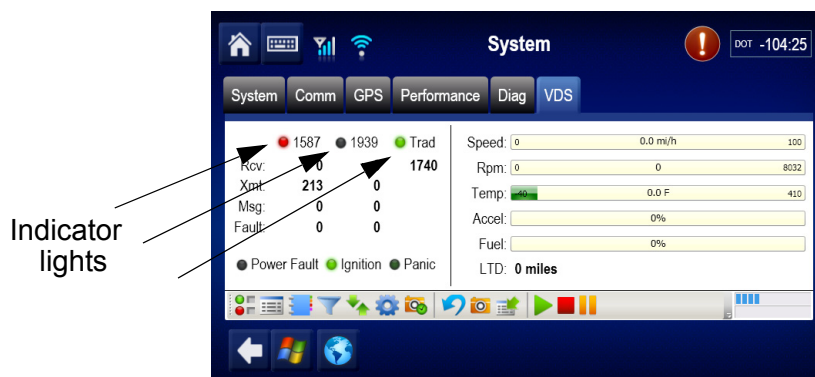 System
DOT -104:25
System Comm GPS Performance Diag VDS
1587 1939 Trad
Rcv: 0 1740
Xmt: 213 0
Msg: 0 0
Fault: 0 0
Power Fault Ignition Panic
Speed: 0 0.0 mi/h 100
Rpm: 0 0 8032
Temp: -40 0.0 F 410
Accel: 0%
Fuel: 0%
LTD: 0 miles
Indicator
lights